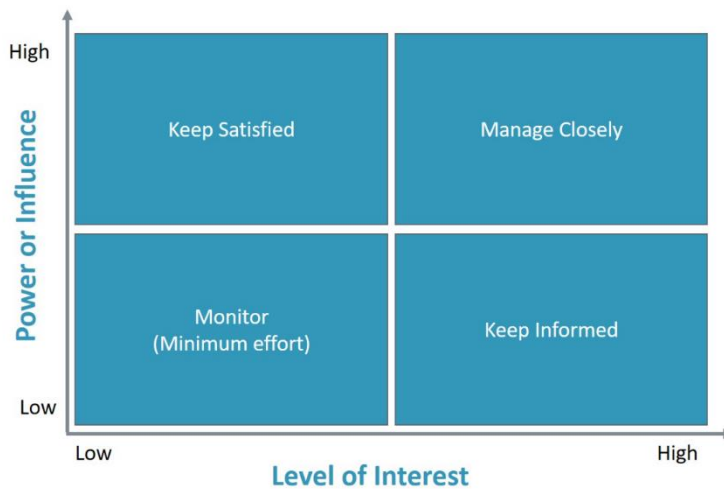 High
Keep Satisfied
Manage Closely
Power or Influence
Monitor
(Minimum effort)
Keep Informed
Low
Low
High
Level of Interest